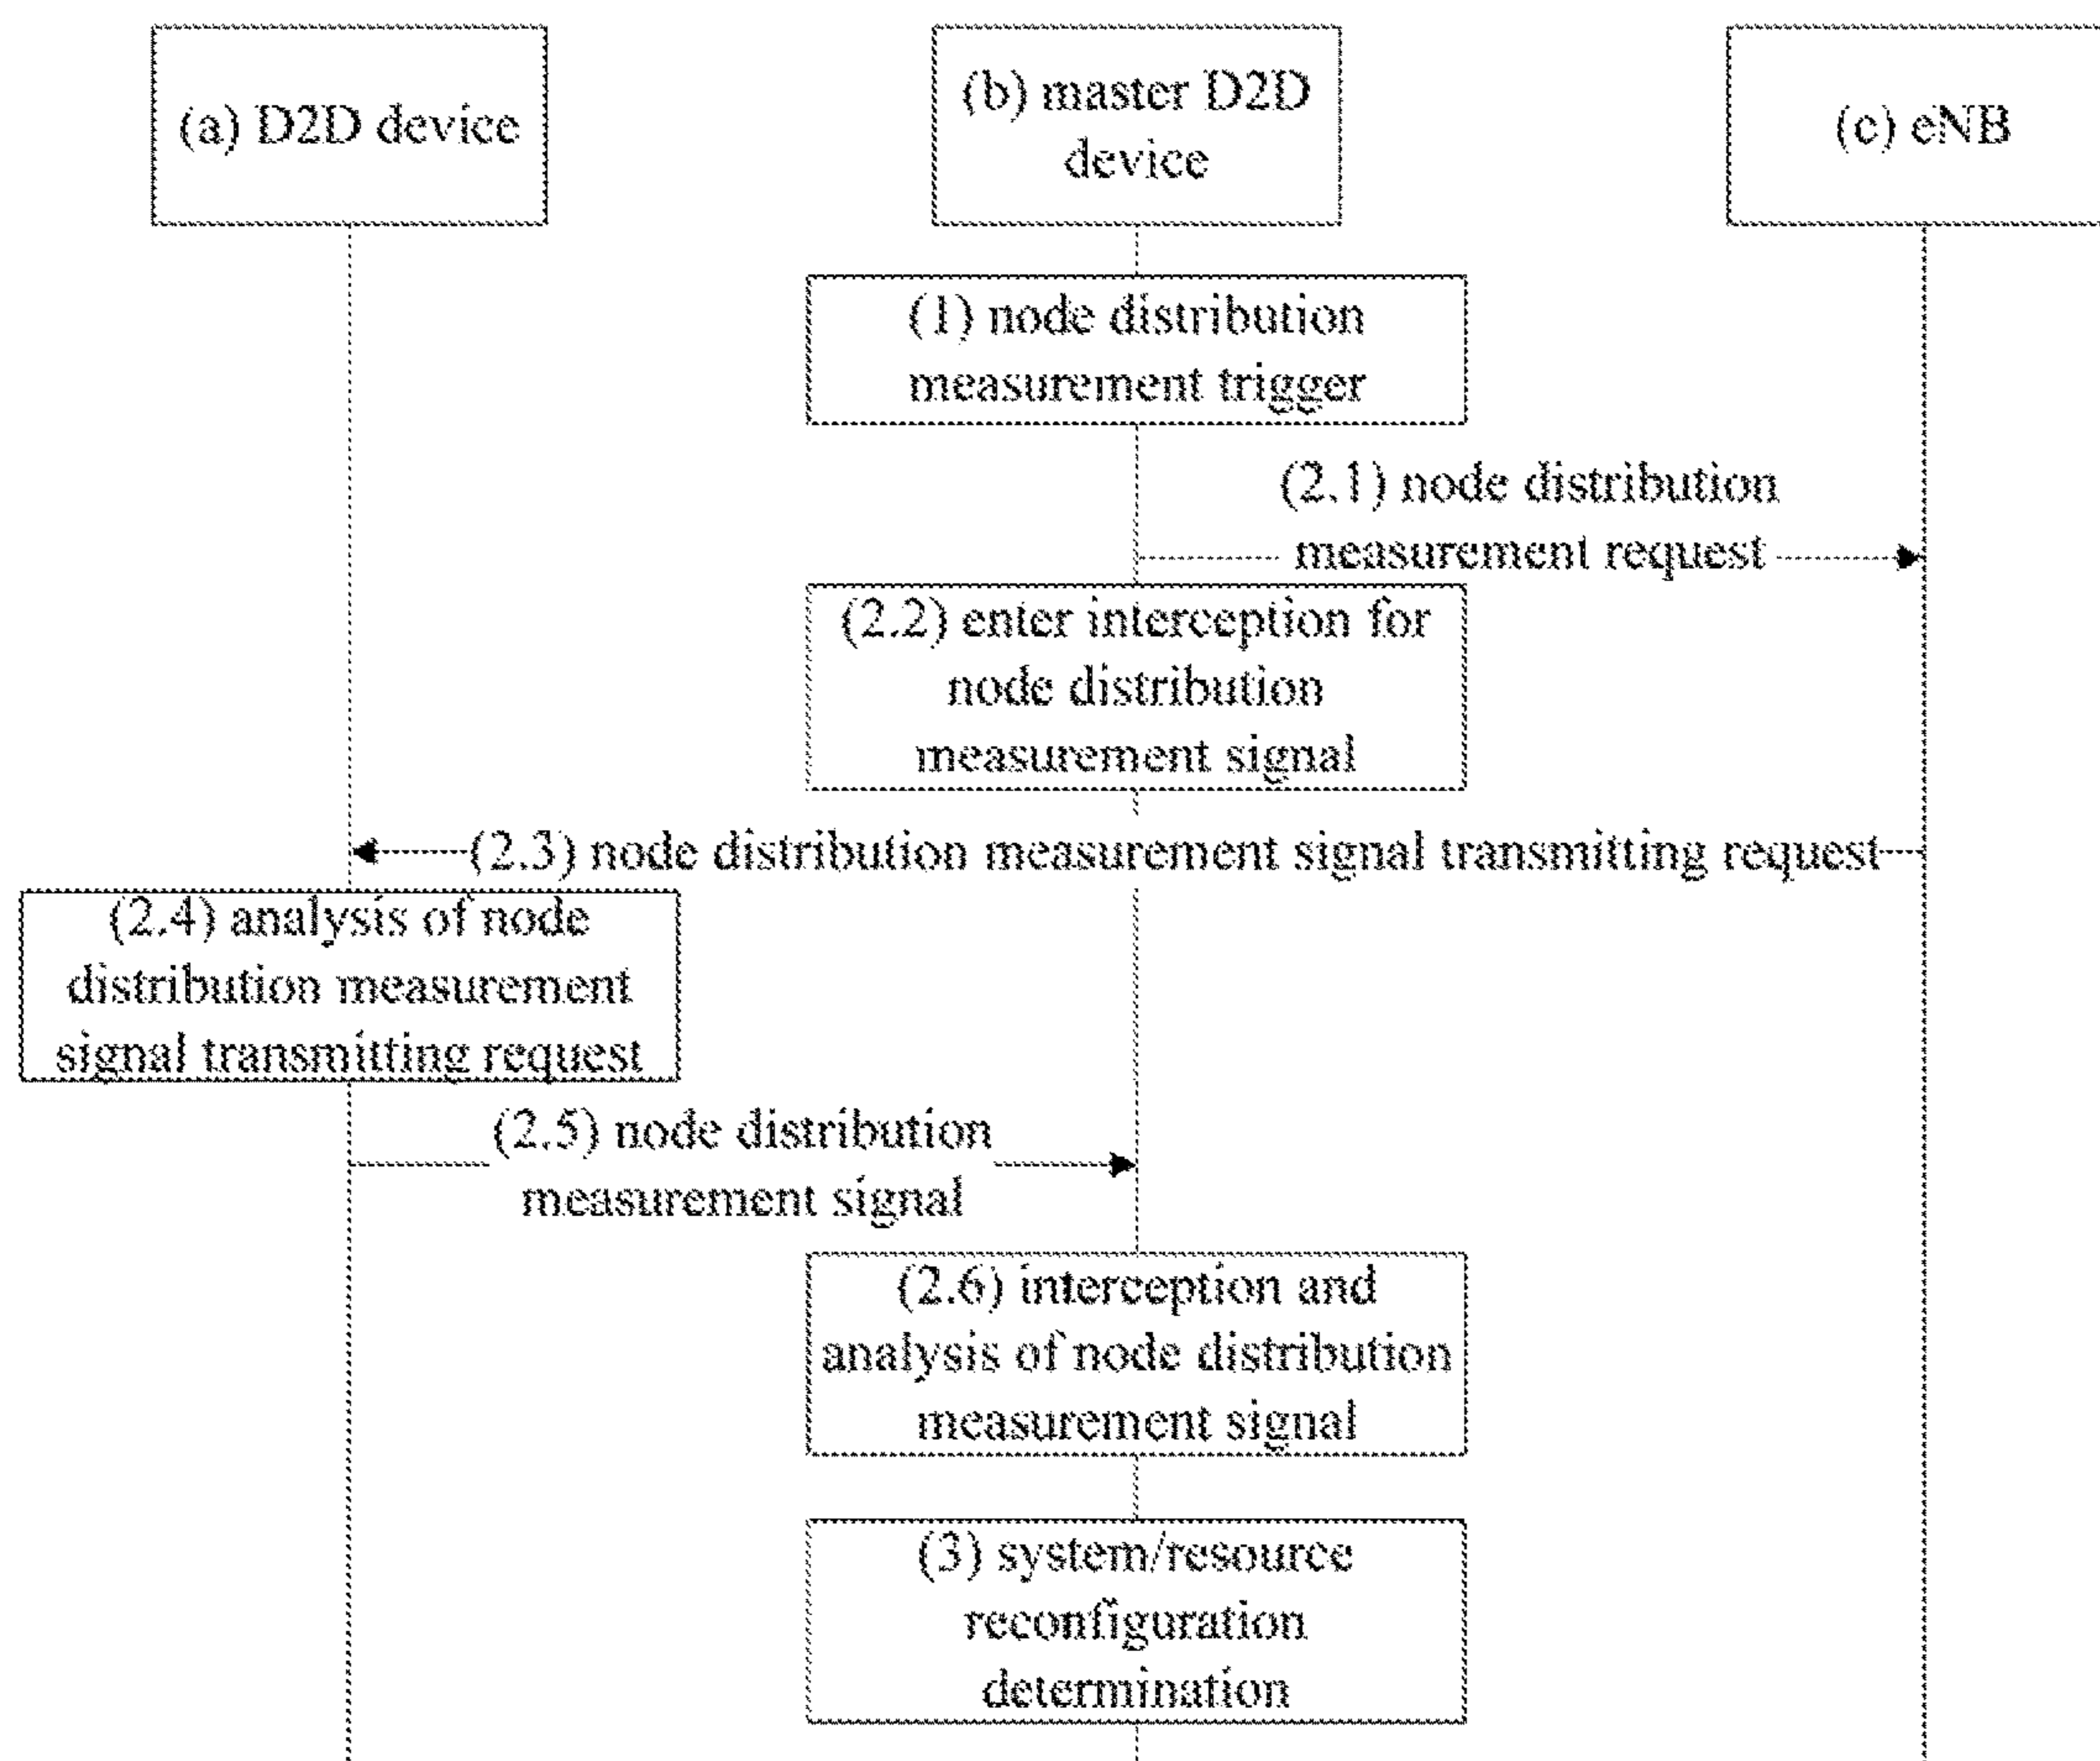 (a) D2D device
(b) master D2D
device
(c) eNB
(1) node distribution
measurement trigger
(2.1) node distribution
measurement request
(2.2) enter interception for
node distribution
measurement signal
(2.3) node distribution measurement signal transmitting request
(2.4) analysis of node
distribution measurement
signal transmitting request
(2.5) node distribution
measurement signal
(2.6) interception and
analysis of node distribution
measurement signal
(3) system/resource
reconfiguration
determination